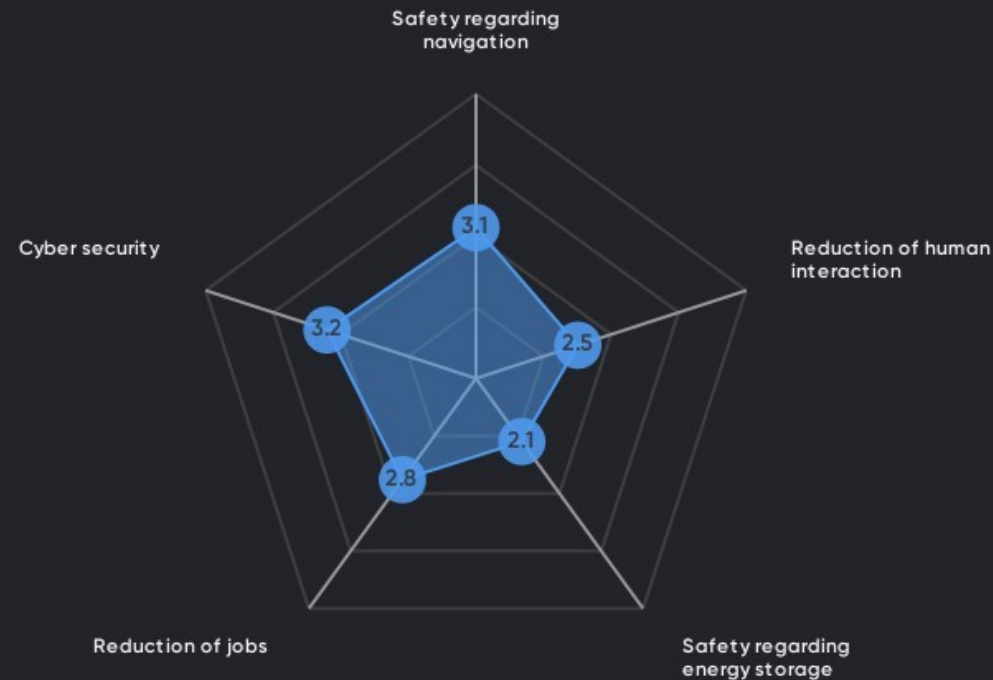 Safety regarding
navigation
3.1
Cyber security
Reduction of human
interaction
3.2
2.5
2.1
2.8
Reduction of jobs
Safety regarding
energy storage